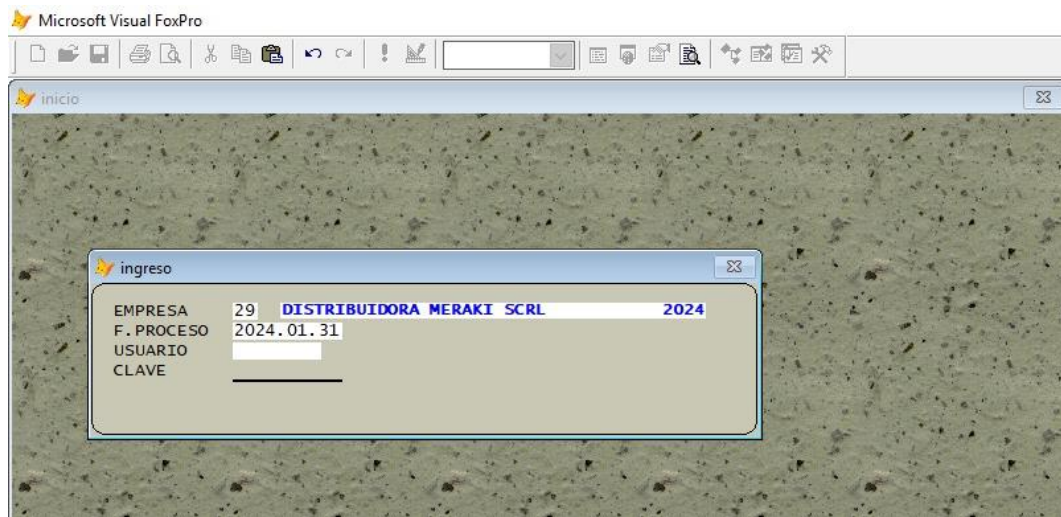 Microsoft Visual FoxPro
inicio
ingreso
EMPRESA 29 DISTRIBUIDORA MERAKI SCRL 2024
F.PROCESO 2024.01.31
USUARIO
CLAVE